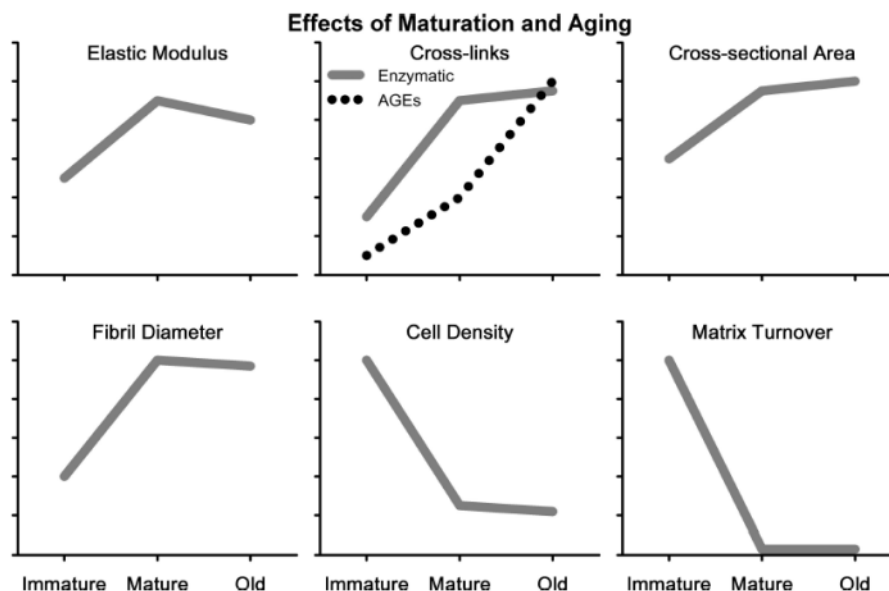 Effects of Maturation and Aging
Elastic Modulus
Cross-links
Enzymatic
AGEs
Cross-sectional Area
Fibril Diameter
Cell Density
Matrix Turnover
Immature Mature Old
Immature Mature Old
Immature Mature Old